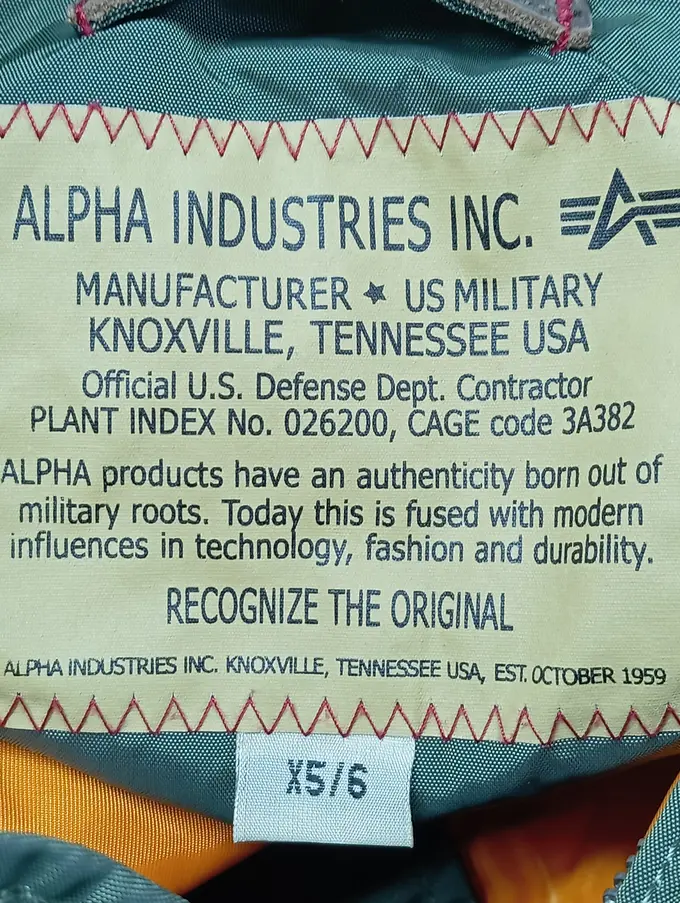 ALPHA INDUSTRIES INC.
MANUFACTURER ★ US MILITARY
KNOXVILLE, TENNESSEE USA
Official U.S. Defense Dept. Contractor
PLANT INDEX No. 026200, CAGE code 3A382
ALPHA products have an authenticity born out of
military roots. Today this is fused with modern
influences in technology, fashion and durability.
RECOGNIZE THE ORIGINAL
ALPHA INDUSTRIES INC. KNOXVILLE, TENNESSEE USA, EST. OCTOBER 1959
X5/6